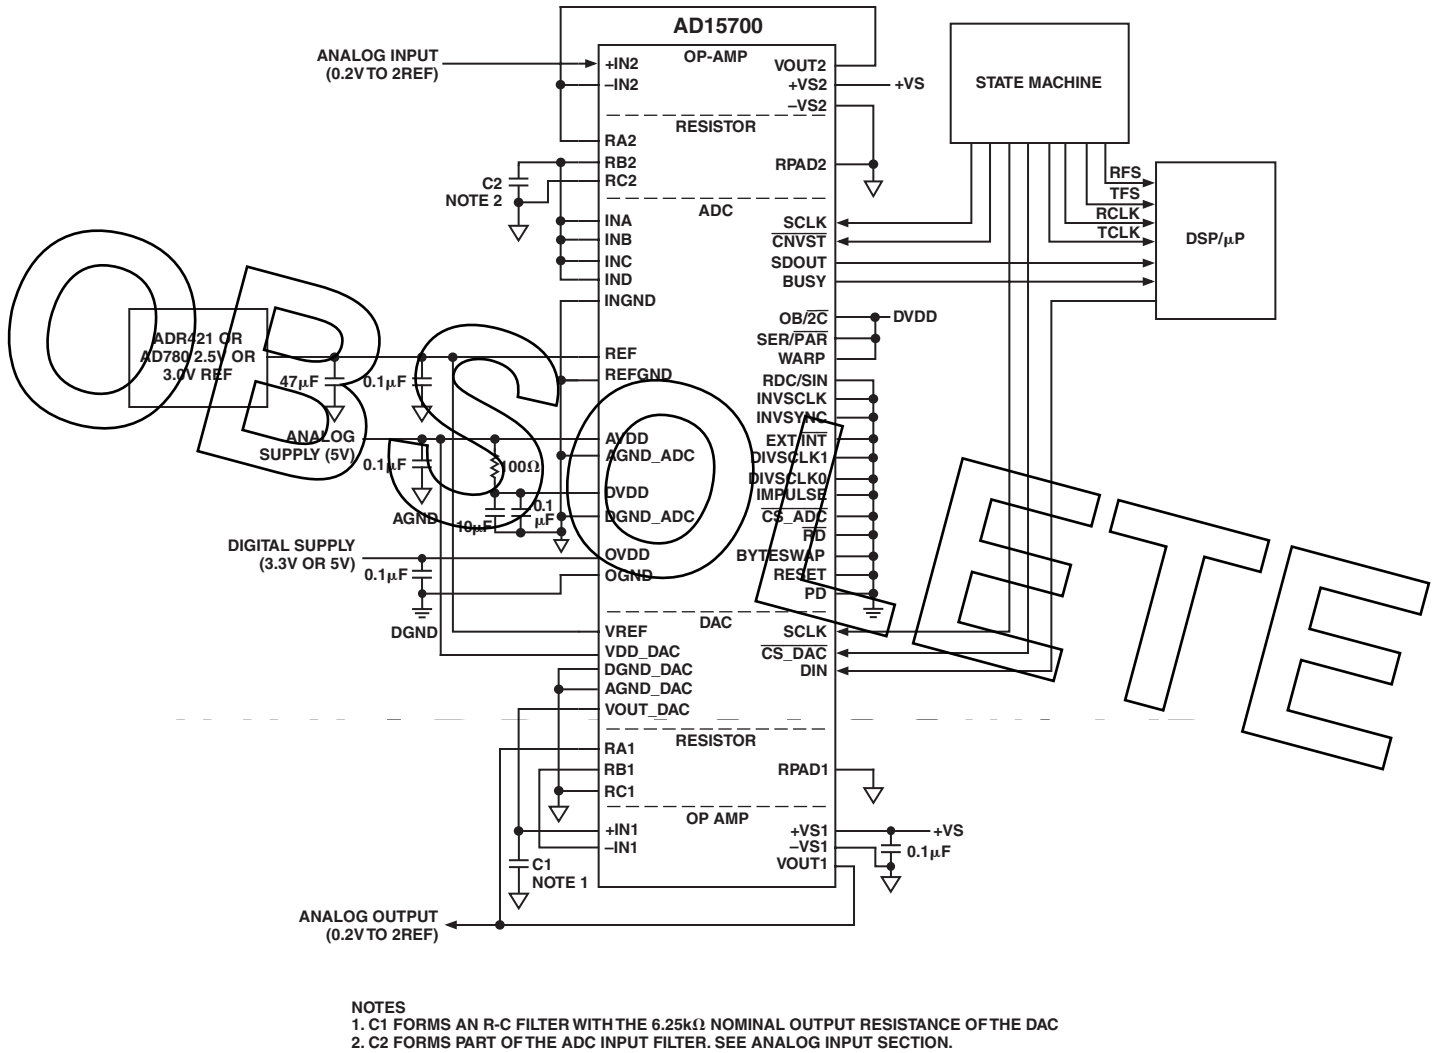 AD15700
ANALOG INPUT
(0.2V TO 2REF)
OP-AMP
+IN2
–IN2
VOUT2
+VS2
+VS
–VS2
STATE MACHINE
RESISTOR
RA2
RB2
RC2
RPAD2
C2
NOTE 2
RFS
TFS
RCLK
TCLK
DSP/μP
ADC
INA
INB
INC
IND
INGND
SCLK
CNVST
SDOUT
BUSY
OB/2C
DVDD
SER/PAR
WARP
ADR421 OR
AD780 2.5V OR
3.0V REF
47μF
0.1μF
REF
REFGND
RDC/SIN
INVSCLK
INVSYNC
EXT/INT
DIVSCLK1
DIVSCLK0
IMPULSE
CS_ADC
RD
BYTESWAP
RESET
PD
ANALOG
SUPPLY (5V)
0.1μF
100Ω
AVDD
AGND_ADC
DVDD
DGND_ADC
AGND
10μF
0.1
μF
DIGITAL SUPPLY
(3.3V OR 5V)
0.1μF
OVDD
OGND
DGND
DAC
VREF
VDD_DAC
DGND_DAC
AGND_DAC
VOUT_DAC
SCLK
CS_DAC
DIN
RESISTOR
RA1
RB1
RC1
RPAD1
OP AMP
+IN1
–IN1
+VS1
+VS
–VS1
VOUT1
0.1μF
C1
NOTE 1
ANALOG OUTPUT
(0.2V TO 2REF)
OBSOLETE
NOTES
1. C1 FORMS AN R-C FILTER WITH THE 6.25kΩ NOMINAL OUTPUT RESISTANCE OF THE DAC
2. C2 FORMS PART OF THE ADC INPUT FILTER. SEE ANALOG INPUT SECTION.